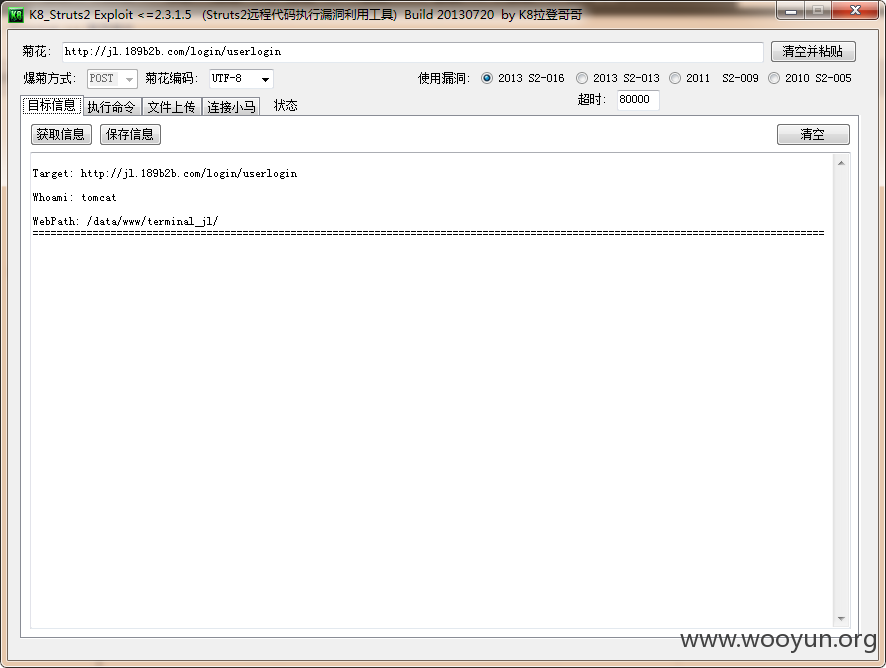 K8 K8_Struts2 Exploit <=2.3.1.5 (Struts2远程代码执行漏洞利用工具) Build 20130720 by K8拉登哥哥
菊花: http://jl.189b2b.com/login/userlogin 清空并粘贴
爆菊方式: POST 菊花编码: UTF-8 使用漏洞: 2013 S2-016 2013 S2-013 2011 S2-009 2010 S2-005
超时: 80000
目标信息 执行命令 文件上传 连接小马 状态
获取信息 保存信息 清空
Target: http://jl.189b2b.com/login/userlogin
Whoami: tomcat
WebPath: /data/www/terminal_jl/
www.wooyun.org